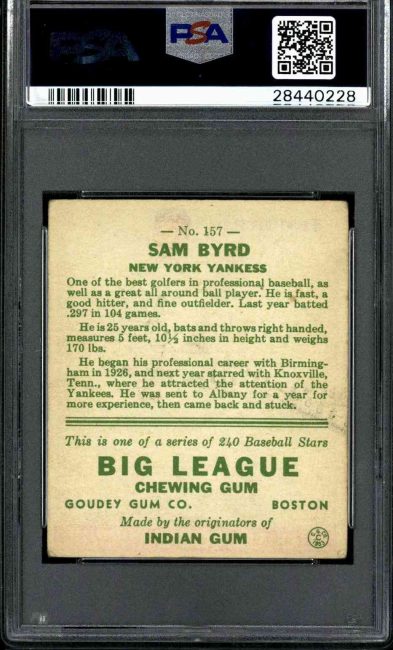 PSA
PSA
28440228
— No. 157 —
SAM BYRD
NEW YORK YANKESS
One of the best golfers in professional baseball, as
well as a great all around ball player. He is fast, a
good hitter, and fine outfielder. Last year batted
.297 in 104 games.
He is 25 years old, bats and throws right handed,
measures 5 feet, 10½ inches in height and weighs
170 lbs.
He began his professional career with Birming-
ham in 1926, and next year starred with Knoxville,
Tenn., where he attracted the attention of the
Yankees. He was sent to Albany for a year for
more experience, then came back and stuck.
This is one of a series of 240 Baseball Stars
BIG LEAGUE
CHEWING GUM
GOUDEY GUM CO. BOSTON
Made by the originators of
INDIAN GUM